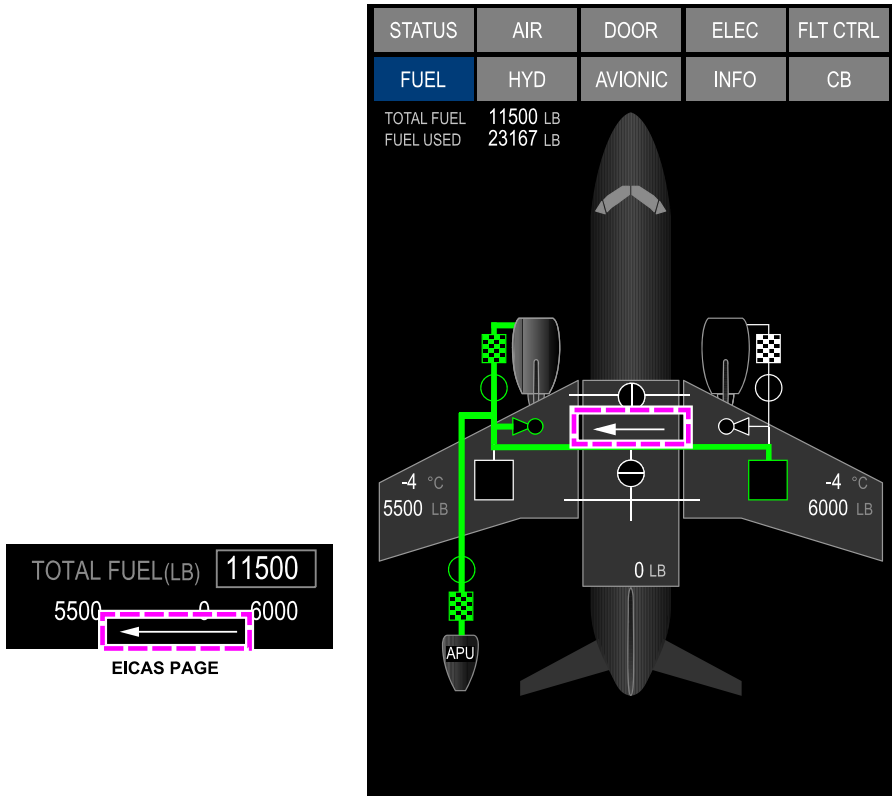 STATUS AIR DOOR ELEC FLT CTRL
FUEL HYD AVIONIC INFO CB
TOTAL FUEL 11500 LB
FUEL USED 23167 LB
-4 °C
5500 LB
-4 °C
6000 LB
0 LB
APU
TOTAL FUEL(LB) 11500
5500 0 6000
EICAS PAGE